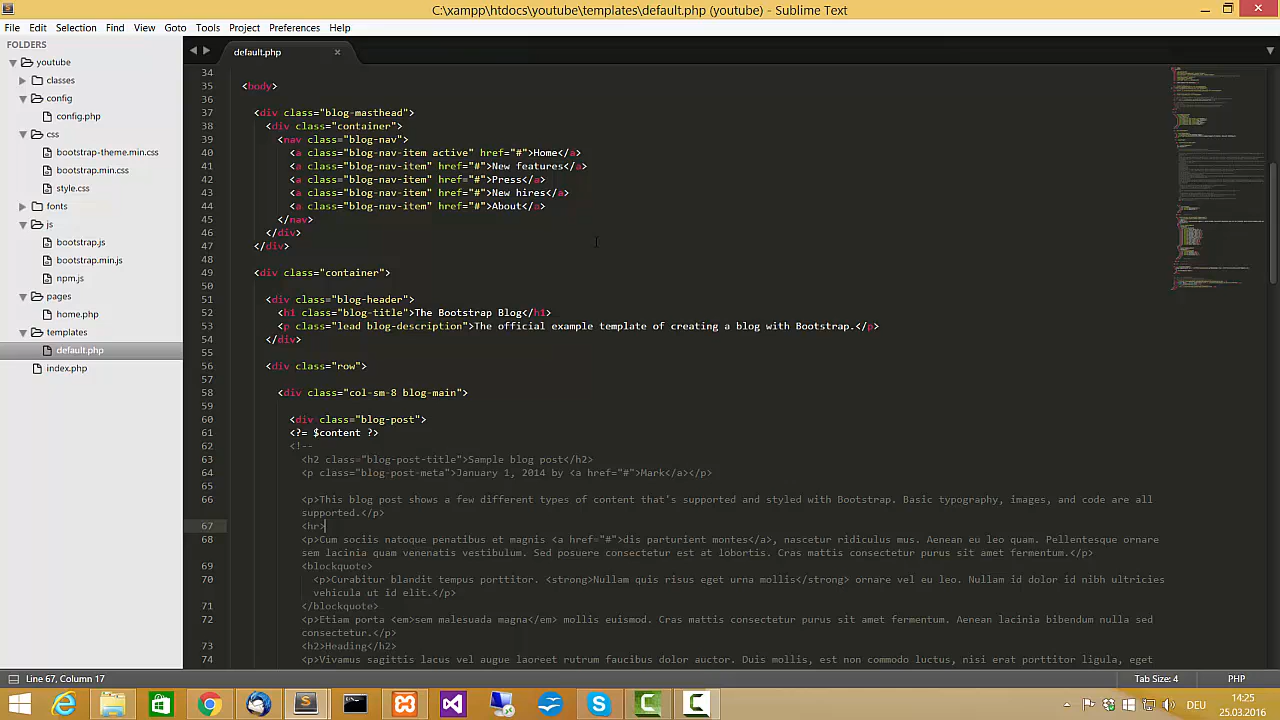 C:\xampp\htdocs\youtube\templates\default.php (youtube) - Sublime Text
File Edit Selection Find View Goto Tools Project Preferences Help
FOLDERS
youtube
classes
config
config.php
css
bootstrap-theme.min.css
bootstrap.min.css
style.css
fonts
js
bootstrap.js
bootstrap.min.js
npm.js
pages
home.php
templates
default.php
index.php
default.php
34
35 <body>
36
37 <div class="blog-masthead">
38 <div class="container">
39 <nav class="blog-nav">
40 <a class="blog-nav-item active" href="#">Home</a>
41 <a class="blog-nav-item" href="#">New features</a>
42 <a class="blog-nav-item" href="#">Press</a>
43 <a class="blog-nav-item" href="#">New hires</a>
44 <a class="blog-nav-item" href="#">About</a>
45 </nav>
46 </div>
47 </div>
48
49 <div class="container">
50
51 <div class="blog-header">
52 <h1 class="blog-title">The Bootstrap Blog</h1>
53 <p class="lead blog-description">The official example template of creating a blog with Bootstrap.</p>
54 </div>
55
56 <div class="row">
57
58 <div class="col-sm-8 blog-main">
59
60 <div class="blog-post">
61 <?= $content ?>
62 <!--
63 <h2 class="blog-post-title">Sample blog post</h2>
64 <p class="blog-post-meta">January 1, 2014 by <a href="#">Mark</a></p>
65
66 <p>This blog post shows a few different types of content that's supported and styled with Bootstrap. Basic typography, images, and code are all
supported.</p>
67 <hr>
68 <p>Cum sociis natoque penatibus et magnis <a href="#">dis parturient montes</a>, nascetur ridiculus mus. Aenean eu leo quam. Pellentesque ornare
sem lacinia quam venenatis vestibulum. Sed posuere consectetur est at lobortis. Cras mattis consectetur purus sit amet fermentum.</p>
69 <blockquote>
70 <p>Curabitur blandit tempus porttitor. <strong>Nullam quis risus eget urna mollis</strong> ornare vel eu leo. Nullam id dolor id nibh ultricies
vehicula ut id elit.</p>
71 </blockquote>
72 <p>Etiam porta <em>sem malesuada magna</em> mollis euismod. Cras mattis consectetur purus sit amet fermentum. Aenean lacinia bibendum nulla sed
consectetur.</p>
73 <h2>Heading</h2>
74 <p>Vivamus sagittis lacus vel augue laoreet rutrum faucibus dolor auctor. Duis mollis, est non commodo luctus, nisi erat porttitor ligula, eget
Line 67, Column 17
Tab Size: 4
PHP
DEU
14:25
25.03.2016